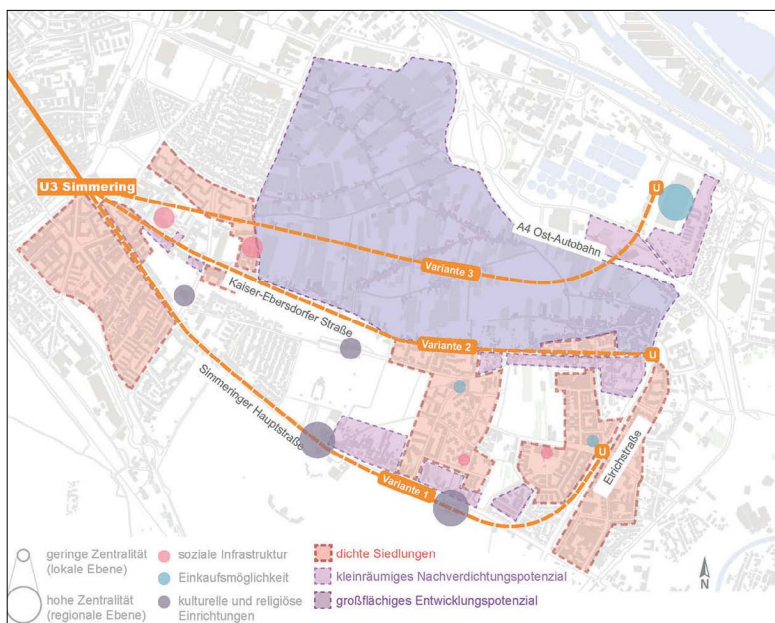 U3 Simmering
U
A4 Ost-Autobahn
Variante 3
Kaiser-Ebersdorfer Straße
Variante 2
U
Simmeringer Hauptstraße
U
Elrichstraße
Variante 1
geringe Zentralität
(lokale Ebene)
hohe Zentralität
(regionale Ebene)
soziale Infrastruktur
Einkaufsmöglichkeit
kulturelle und religiöse
Einrichtungen
dichte Siedlungen
kleinräumiges Nachverdichtungspotenzial
großflächiges Entwicklungspotenzial
N